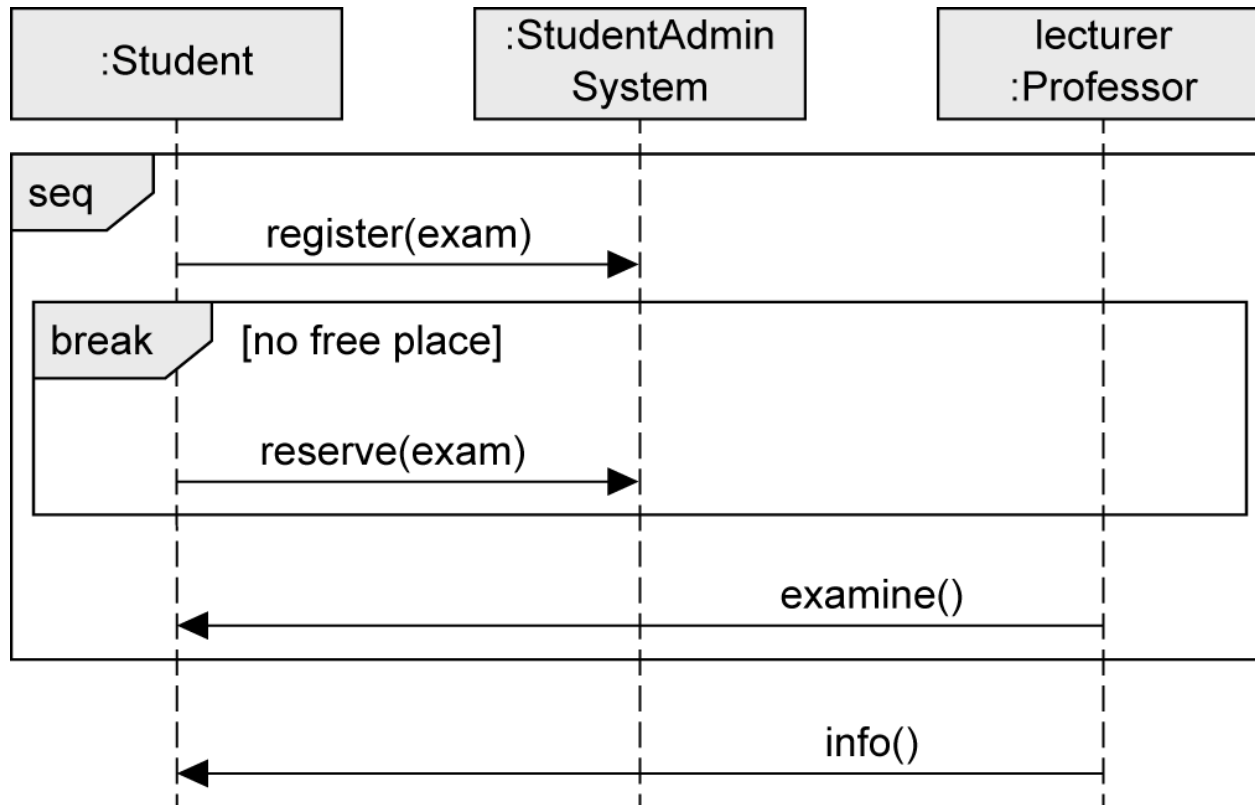 :Student
:StudentAdmin
System
lecturer
:Professor
seq
register(exam)
break
[no free place]
reserve(exam)
examine()
info()